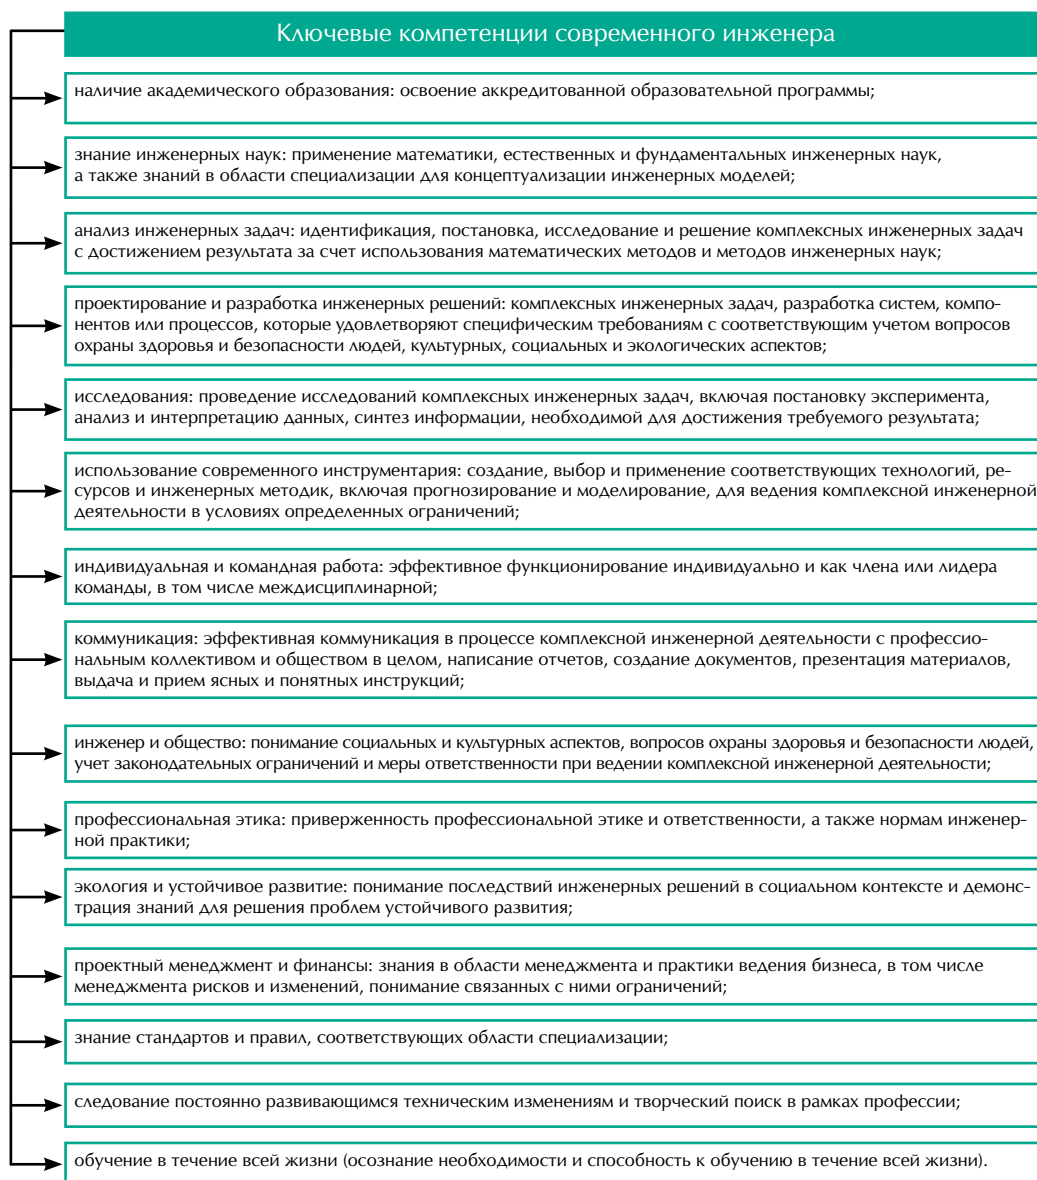 Ключевые компетенции современного инженера
наличие академического образования: освоение аккредитованной образовательной программы;
знание инженерных наук: применение математики, естественных и фундаментальных инженерных наук,
а также знаний в области специализации для концептуализации инженерных моделей;
анализ инженерных задач: идентификация, постановка, исследование и решение комплексных инженерных задач
с достижением результата за счет использования математических методов и методов инженерных наук;
проектирование и разработка инженерных решений: комплексных инженерных задач, разработка систем, компо-
нентов или процессов, которые удовлетворяют специфическим требованиям с соответствующим учетом вопросов
охраны здоровья и безопасности людей, культурных, социальных и экологических аспектов;
исследования: проведение исследований комплексных инженерных задач, включая постановку эксперимента,
анализ и интерпретацию данных, синтез информации, необходимой для достижения требуемого результата;
использование современного инструментария: создание, выбор и применение соответствующих технологий, ре-
сурсов и инженерных методик, включая прогнозирование и моделирование, для ведения комплексной инженерной
деятельности в условиях определенных ограничений;
индивидуальная и командная работа: эффективное функционирование индивидуально и как члена или лидера
команды, в том числе междисциплинарной;
коммуникация: эффективная коммуникация в процессе комплексной инженерной деятельности с профессио-
нальным коллективом и обществом в целом, написание отчетов, создание документов, презентация материалов,
выдача и прием ясных и понятных инструкций;
инженер и общество: понимание социальных и культурных аспектов, вопросов охраны здоровья и безопасности людей,
учет законодательных ограничений и меры ответственности при ведении комплексной инженерной деятельности;
профессиональная этика: приверженность профессиональной этике и ответственности, а также нормам инженер-
ной практики;
экология и устойчивое развитие: понимание последствий инженерных решений в социальном контексте и демонс-
трация знаний для решения проблем устойчивого развития;
проектный менеджмент и финансы: знания в области менеджмента и практики ведения бизнеса, в том числе
менеджмента рисков и изменений, понимание связанных с ними ограничений;
знание стандартов и правил, соответствующих области специализации;
следование постоянно развивающимся техническим изменениям и творческий поиск в рамках профессии;
обучение в течение всей жизни (осознание необходимости и способность к обучению в течение всей жизни).